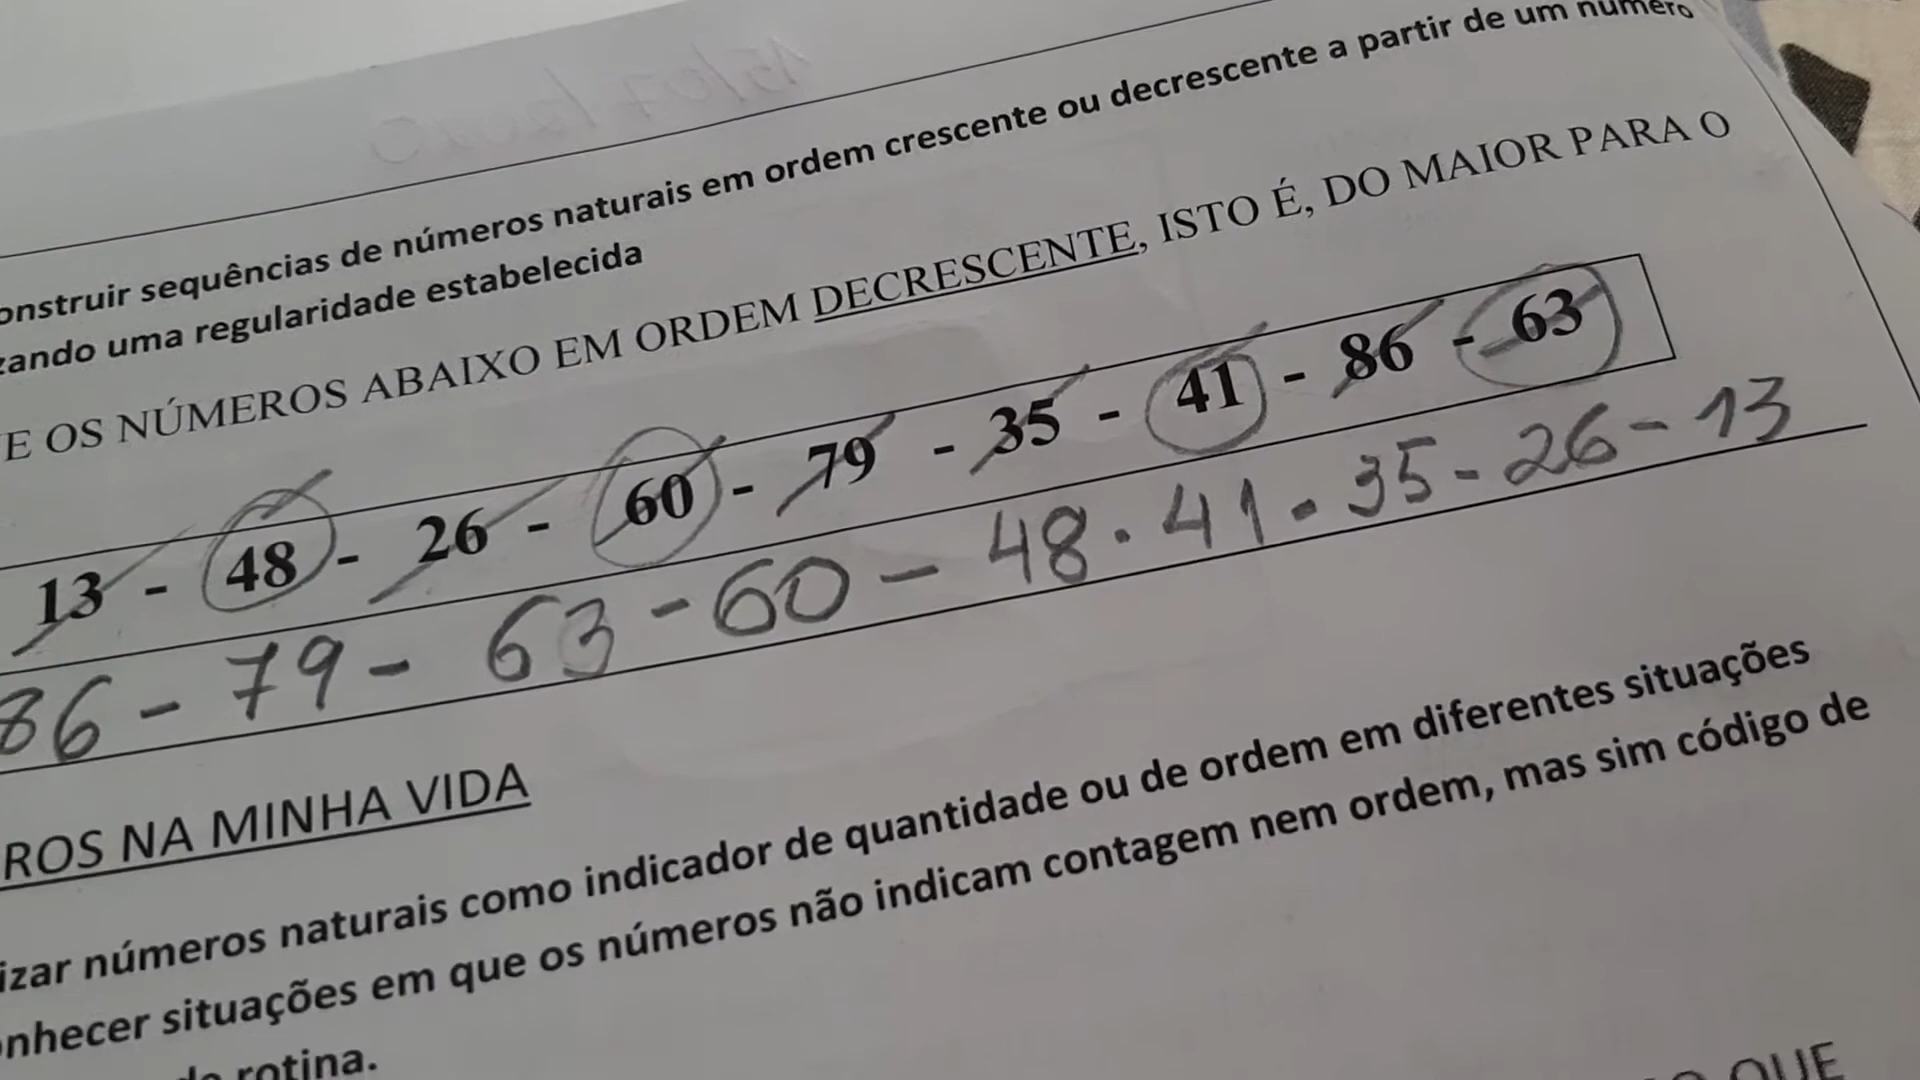 onstruir sequências de números naturais em ordem crescente ou decrescente a partir de um número
zando uma regularidade estabelecida
E OS NÚMEROS ABAIXO EM ORDEM DECRESCENTE, ISTO É, DO MAIOR PARA O
13 - 48 - 26 - 60 - 79 - 35 - 41 - 86 - 63
86 - 79 - 63 - 60 - 48 . 41 . 35 - 26 - 13
ROS NA MINHA VIDA
izar números naturais como indicador de quantidade ou de ordem em diferentes situações
onhecer situações em que os números não indicam contagem nem ordem, mas sim código de
rotina.
QUE